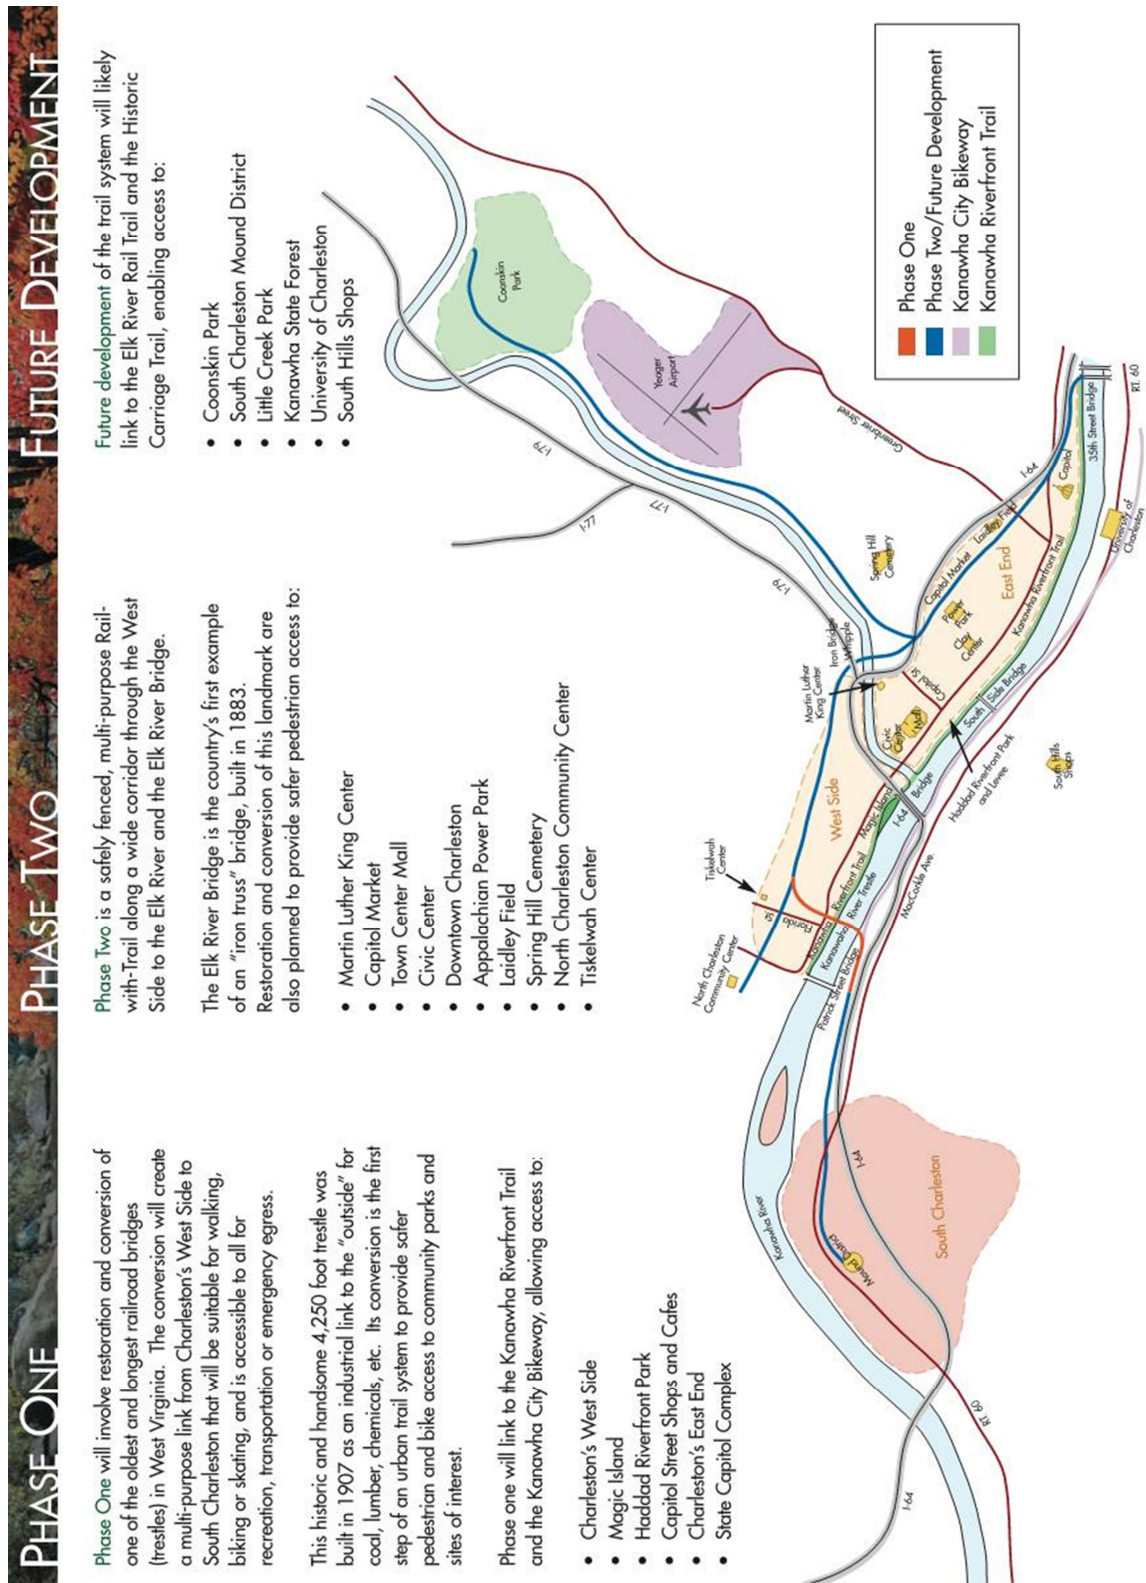 PHASE ONE
Phase One will involve restoration and conversion of
one of the oldest and longest railroad bridges
(trestles) in West Virginia. The conversion will create
a multi-purpose link from Charleston's West Side to
South Charleston that will be suitable for walking,
biking or skating, and is accessible to all for
recreation, transportation or emergency egress.
This historic and handsome 4,250 foot trestle was
built in 1907 as an industrial link to the "outside" for
coal, lumber, chemicals, etc. Its conversion is the first
step of an urban trail system to provide safer
pedestrian and bike access to community parks and
sites of interest.
Phase one will link to the Kanawha Riverfront Trail
and the Kanawha City Bikeway, allowing access to:
• Charleston's West Side
• Magic Island
• Haddad Riverfront Park
• Capitol Street Shops and Cafes
• Charleston's East End
• State Capitol Complex
PHASE TWO
Phase Two is a safely fenced, multi-purpose Rail-
with-Trail along a wide corridor through the West
Side to the Elk River and the Elk River Bridge.
The Elk River Bridge is the country's first example
of an "iron truss" bridge, built in 1883.
Restoration and conversion of this landmark are
also planned to provide safer pedestrian access to:
• Martin Luther King Center
• Capitol Market
• Town Center Mall
• Civic Center
• Downtown Charleston
• Appalachian Power Park
• Laidley Field
• Spring Hill Cemetery
• North Charleston Community Center
• Tiskelwah Center
FUTURE DEVELOPMENT
Future development of the trail system will likely
link to the Elk River Rail Trail and the Historic
Carriage Trail, enabling access to:
• Coonskin Park
• South Charleston Mound District
• Little Creek Park
• Kanawha State Forest
• University of Charleston
• South Hills Shops
Coonskin
Park
Yeager
Airport
Greenbrier Street
I-79
I-77
I-77
I-79
Spring Hill
Cemetery
I-64
Laidley Field
Capitol
Capitol Market
East End
Power
Park
Clay
Center
Kanawha Riverfront Trail
35th Street Bridge
RT. 60
University of
Charleston
Iron Bridge
Whipple
Martin Luther
King Center
Capitol St
Mall
Civic
Center
South Side Bridge
Haddad Riverfront Park
and Levee
South Hills
Shops
West Side
Magic Island
I-64 Bridge
Tiskelwah
Center
Florida
St
Kanawha Riverfront Trail
Kanawaha River Trestle
MacCorkle Ave.
North Charleston
Community Center
Patrick Street Bridge
Kanawha River
I-64
South Charleston
Mound District
RT. 60
I-64
Phase One
Phase Two/Future Development
Kanawha City Bikeway
Kanawha Riverfront Trail